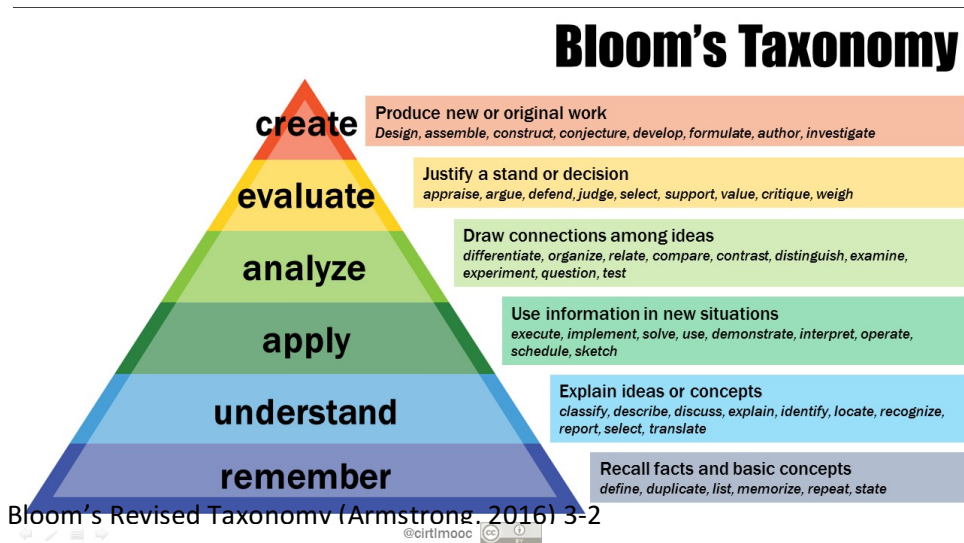 Bloom's Taxonomy
create
Produce new or original work
Design, assemble, construct, conjecture, develop, formulate, author, investigate
evaluate
Justify a stand or decision
appraise, argue, defend, judge, select, support, value, critique, weigh
analyze
Draw connections among ideas
differentiate, organize, relate, compare, contrast, distinguish, examine,
experiment, question, test
apply
Use information in new situations
execute, implement, solve, use, demonstrate, interpret, operate,
schedule, sketch
understand
Explain ideas or concepts
classify, describe, discuss, explain, identify, locate, recognize,
report, select, translate
remember
Recall facts and basic concepts
define, duplicate, list, memorize, repeat, state
Bloom's Revised Taxonomy (Armstrong, 2016) 3-2
@cirtlmooc cc